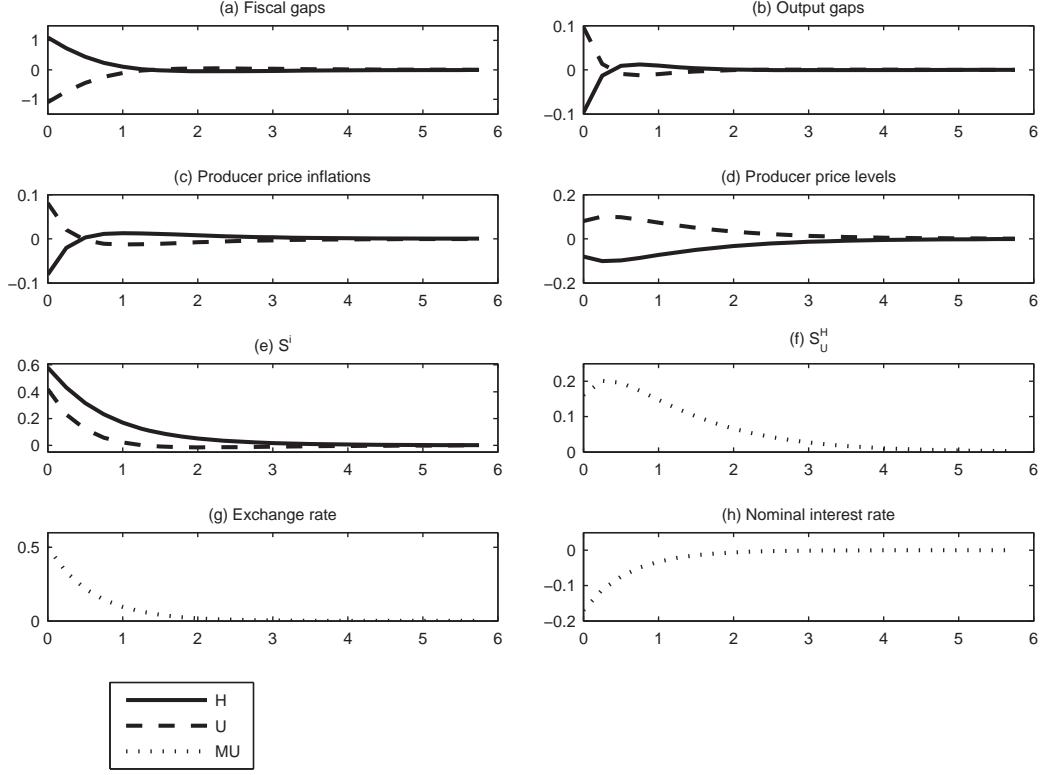 (a) Fiscal gaps
1
0
−1
0 1 2 3 4 5 6
(b) Output gaps
0.1
0
−0.1
0 1 2 3 4 5 6
(c) Producer price inflations
0.1
0
−0.1
0 1 2 3 4 5 6
(d) Producer price levels
0.2
0
−0.2
0 1 2 3 4 5 6
(e) Sⁱ
0.6
0.4
0.2
0
0 1 2 3 4 5 6
(f) S_U^H
0.2
0.1
0
0 1 2 3 4 5 6
(g) Exchange rate
0.5
0
0 1 2 3 4 5 6
(h) Nominal interest rate
0
−0.1
−0.2
0 1 2 3 4 5 6
H
U
MU